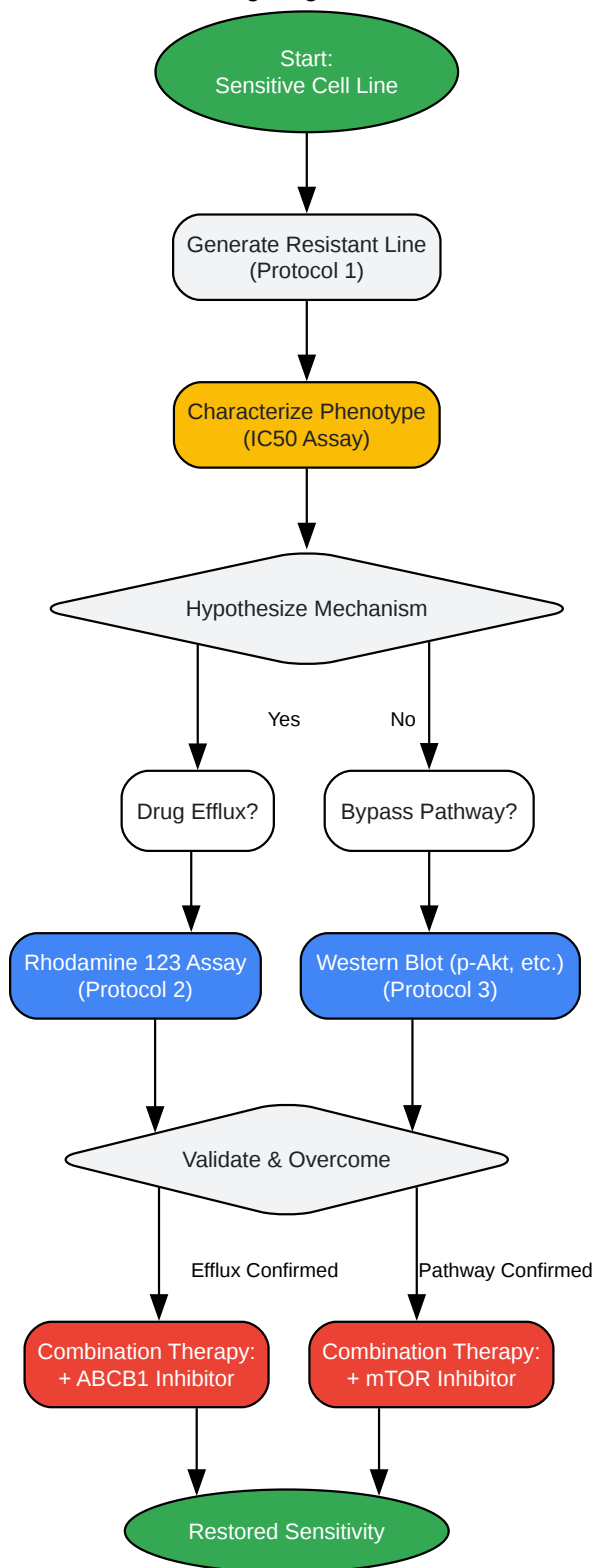 Start:
Sensitive Cell Line
Generate Resistant Line
(Protocol 1)
Characterize Phenotype
(IC50 Assay)
Hypothesize Mechanism
Yes
No
Drug Efflux?
Bypass Pathway?
Rhodamine 123 Assay
(Protocol 2)
Western Blot (p-Akt, etc.)
(Protocol 3)
Validate & Overcome
Efflux Confirmed
Pathway Confirmed
Combination Therapy:
+ ABCB1 Inhibitor
Combination Therapy:
+ mTOR Inhibitor
Restored Sensitivity